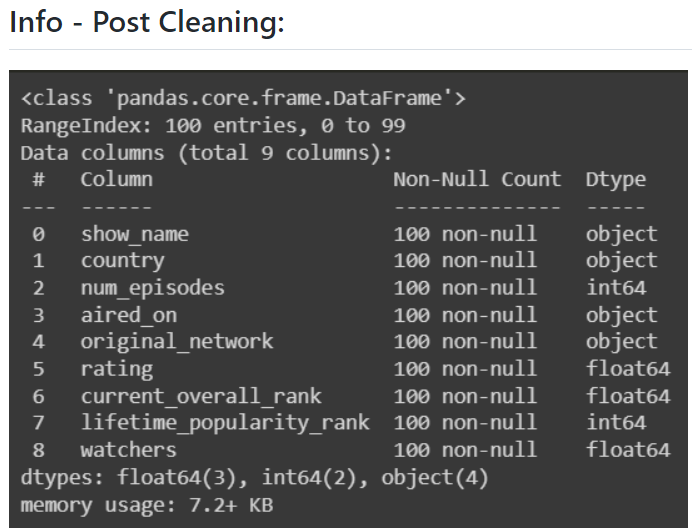 Info - Post Cleaning:
<class 'pandas.core.frame.DataFrame'>
RangeIndex: 100 entries, 0 to 99
Data columns (total 9 columns):
 #   Column                    Non-Null Count  Dtype
---  ------                    --------------  -----
 0   show_name                 100 non-null    object
 1   country                   100 non-null    object
 2   num_episodes              100 non-null    int64
 3   aired_on                  100 non-null    object
 4   original_network          100 non-null    object
 5   rating                    100 non-null    float64
 6   current_overall_rank      100 non-null    float64
 7   lifetime_popularity_rank  100 non-null    int64
 8   watchers                  100 non-null    float64
dtypes: float64(3), int64(2), object(4)
memory usage: 7.2+ KB